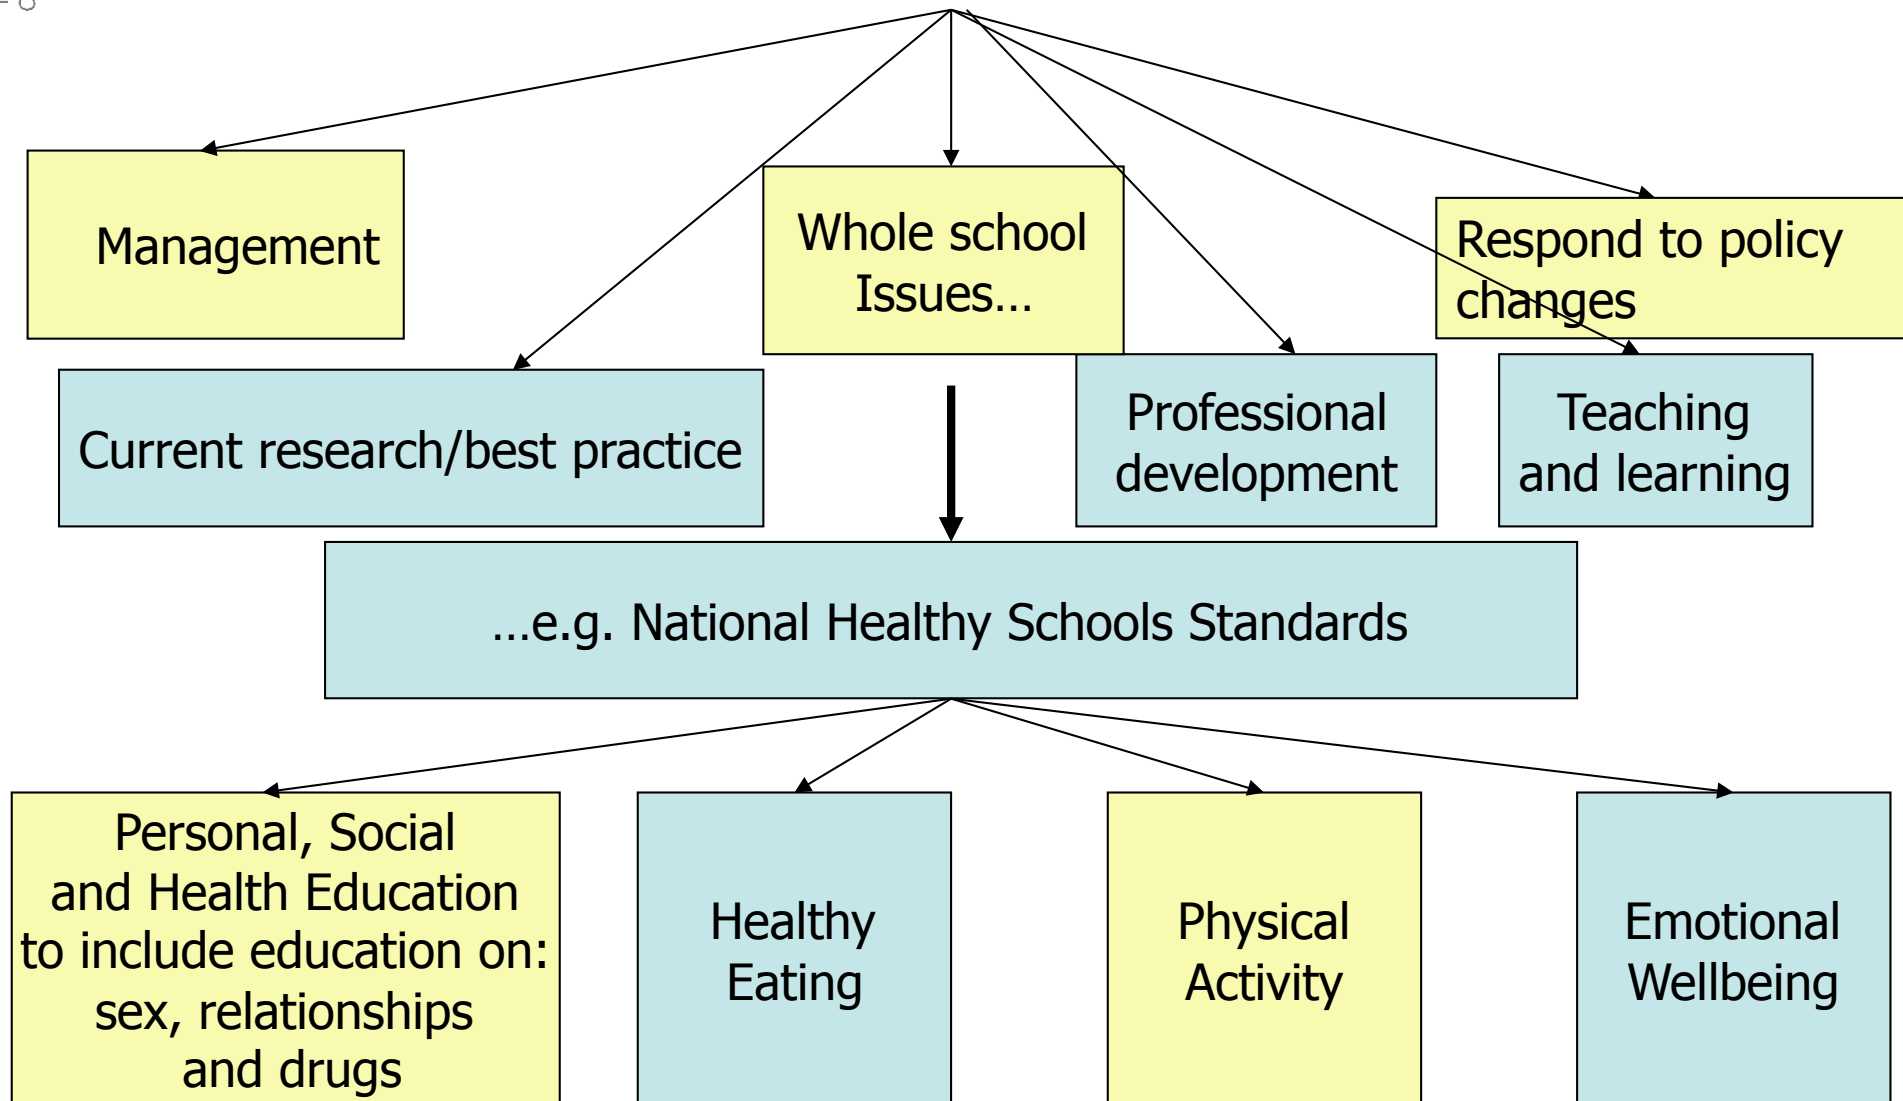 Management
Whole school
Issues...
Respond to policy
changes
Current research/best practice
Professional
development
Teaching
and learning
...e.g. National Healthy Schools Standards
Personal, Social
and Health Education
to include education on:
sex, relationships
and drugs
Healthy
Eating
Physical
Activity
Emotional
Wellbeing